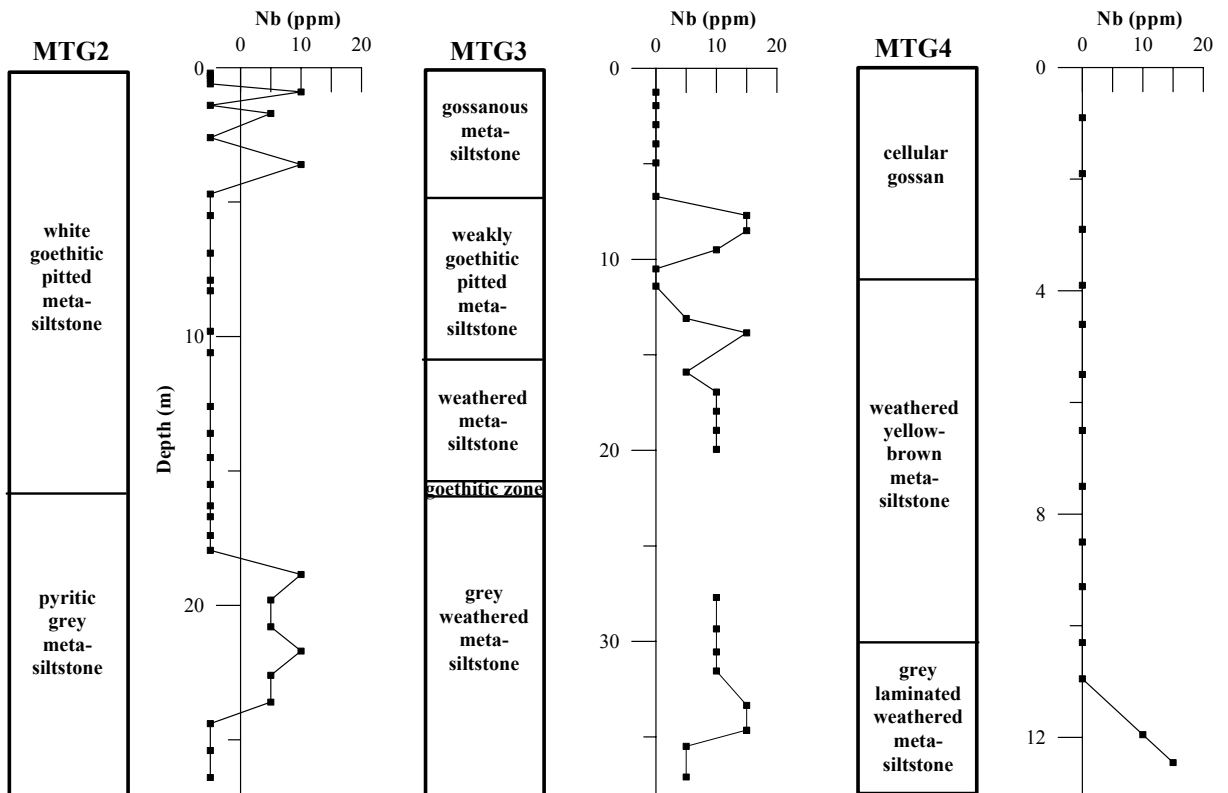 MTG2
Nb (ppm)
0 10 20
0
10
20
Depth (m)
white
goethitic
pitted
meta-
siltstone
pyritic
grey
meta-
siltstone
MTG3
Nb (ppm)
0 10 20
0
10
20
30
gossanous
meta-
siltstone
weakly
goethitic
pitted
meta-
siltstone
weathered
meta-
siltstone
goethitic zone
grey
weathered
meta-
siltstone
MTG4
Nb (ppm)
0 10 20
0
4
8
12
cellular
gossan
weathered
yellow-
brown
meta-
siltstone
grey
laminated
weathered
meta-
siltstone